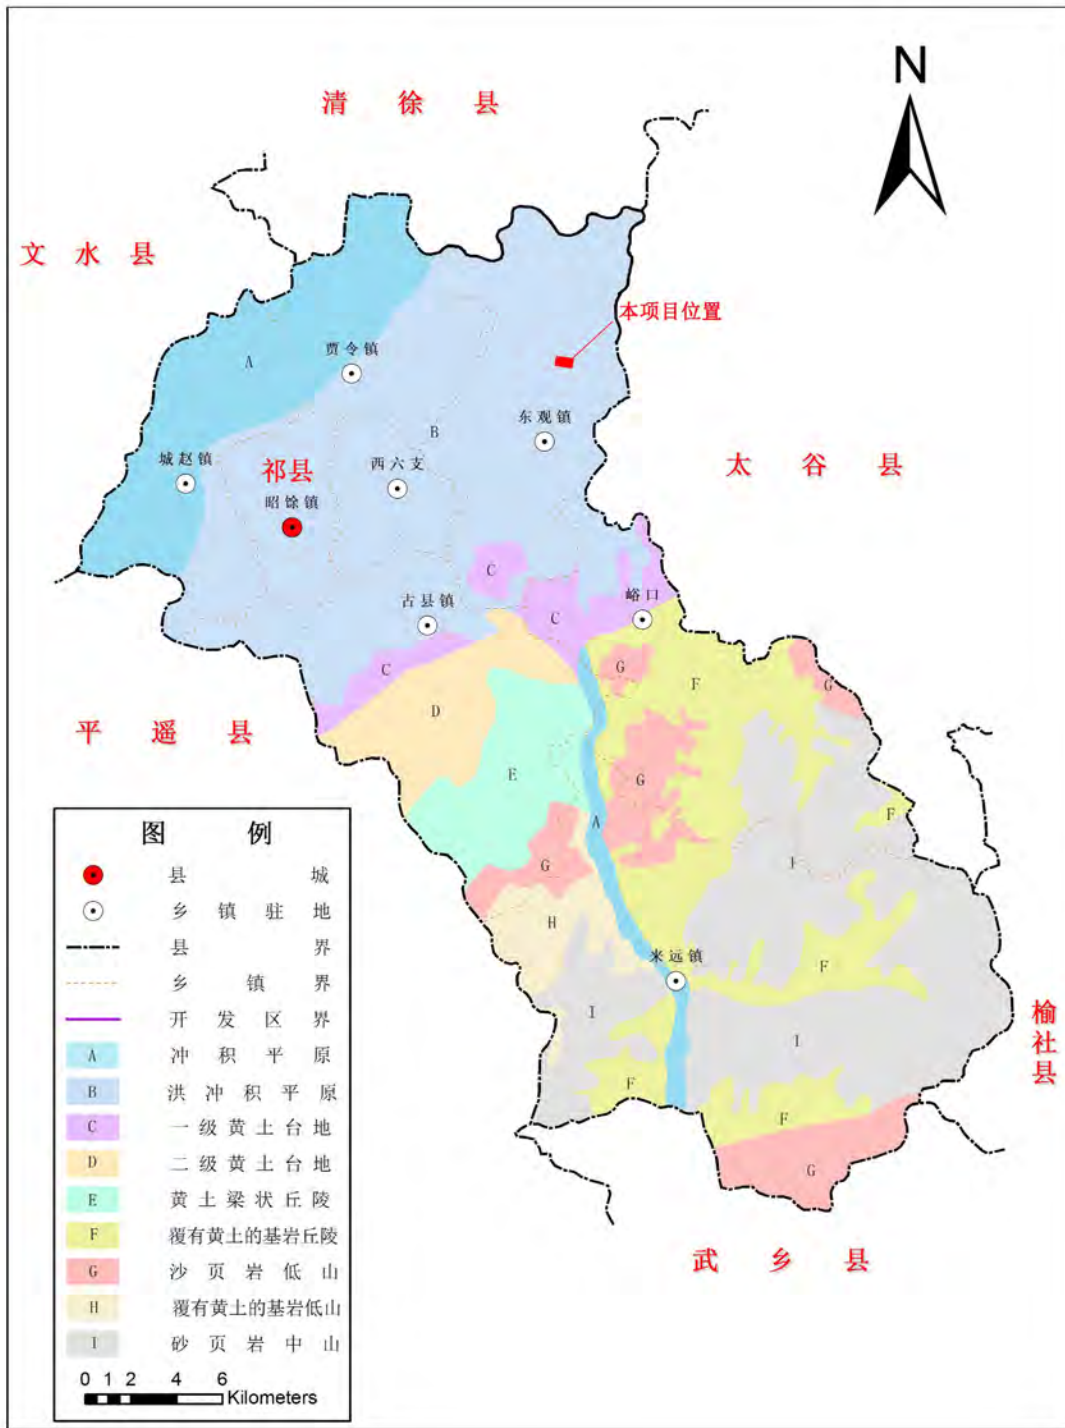 N
清徐县
文水县
本项目位置
贾令镇
A
东观镇
B
太谷县
城赵镇
祁县
西六支
昭馀镇
C
峪口
古县镇
C
G
F
C
G
D
平遥县
E
G
F
A
I
G
H
来远镇
F
I
I
榆社县
F
F
G
武乡县
图例
县城
乡镇驻地
县界
乡镇界
开发区界
A 冲积平原
B 洪冲积平原
C 一级黄土台地
D 二级黄土台地
E 黄土梁状丘陵
F 覆有黄土的基岩丘陵
G 沙页岩低山
H 覆有黄土的基岩低山
I 砂页岩中山
0 1 2 4 6
Kilometers